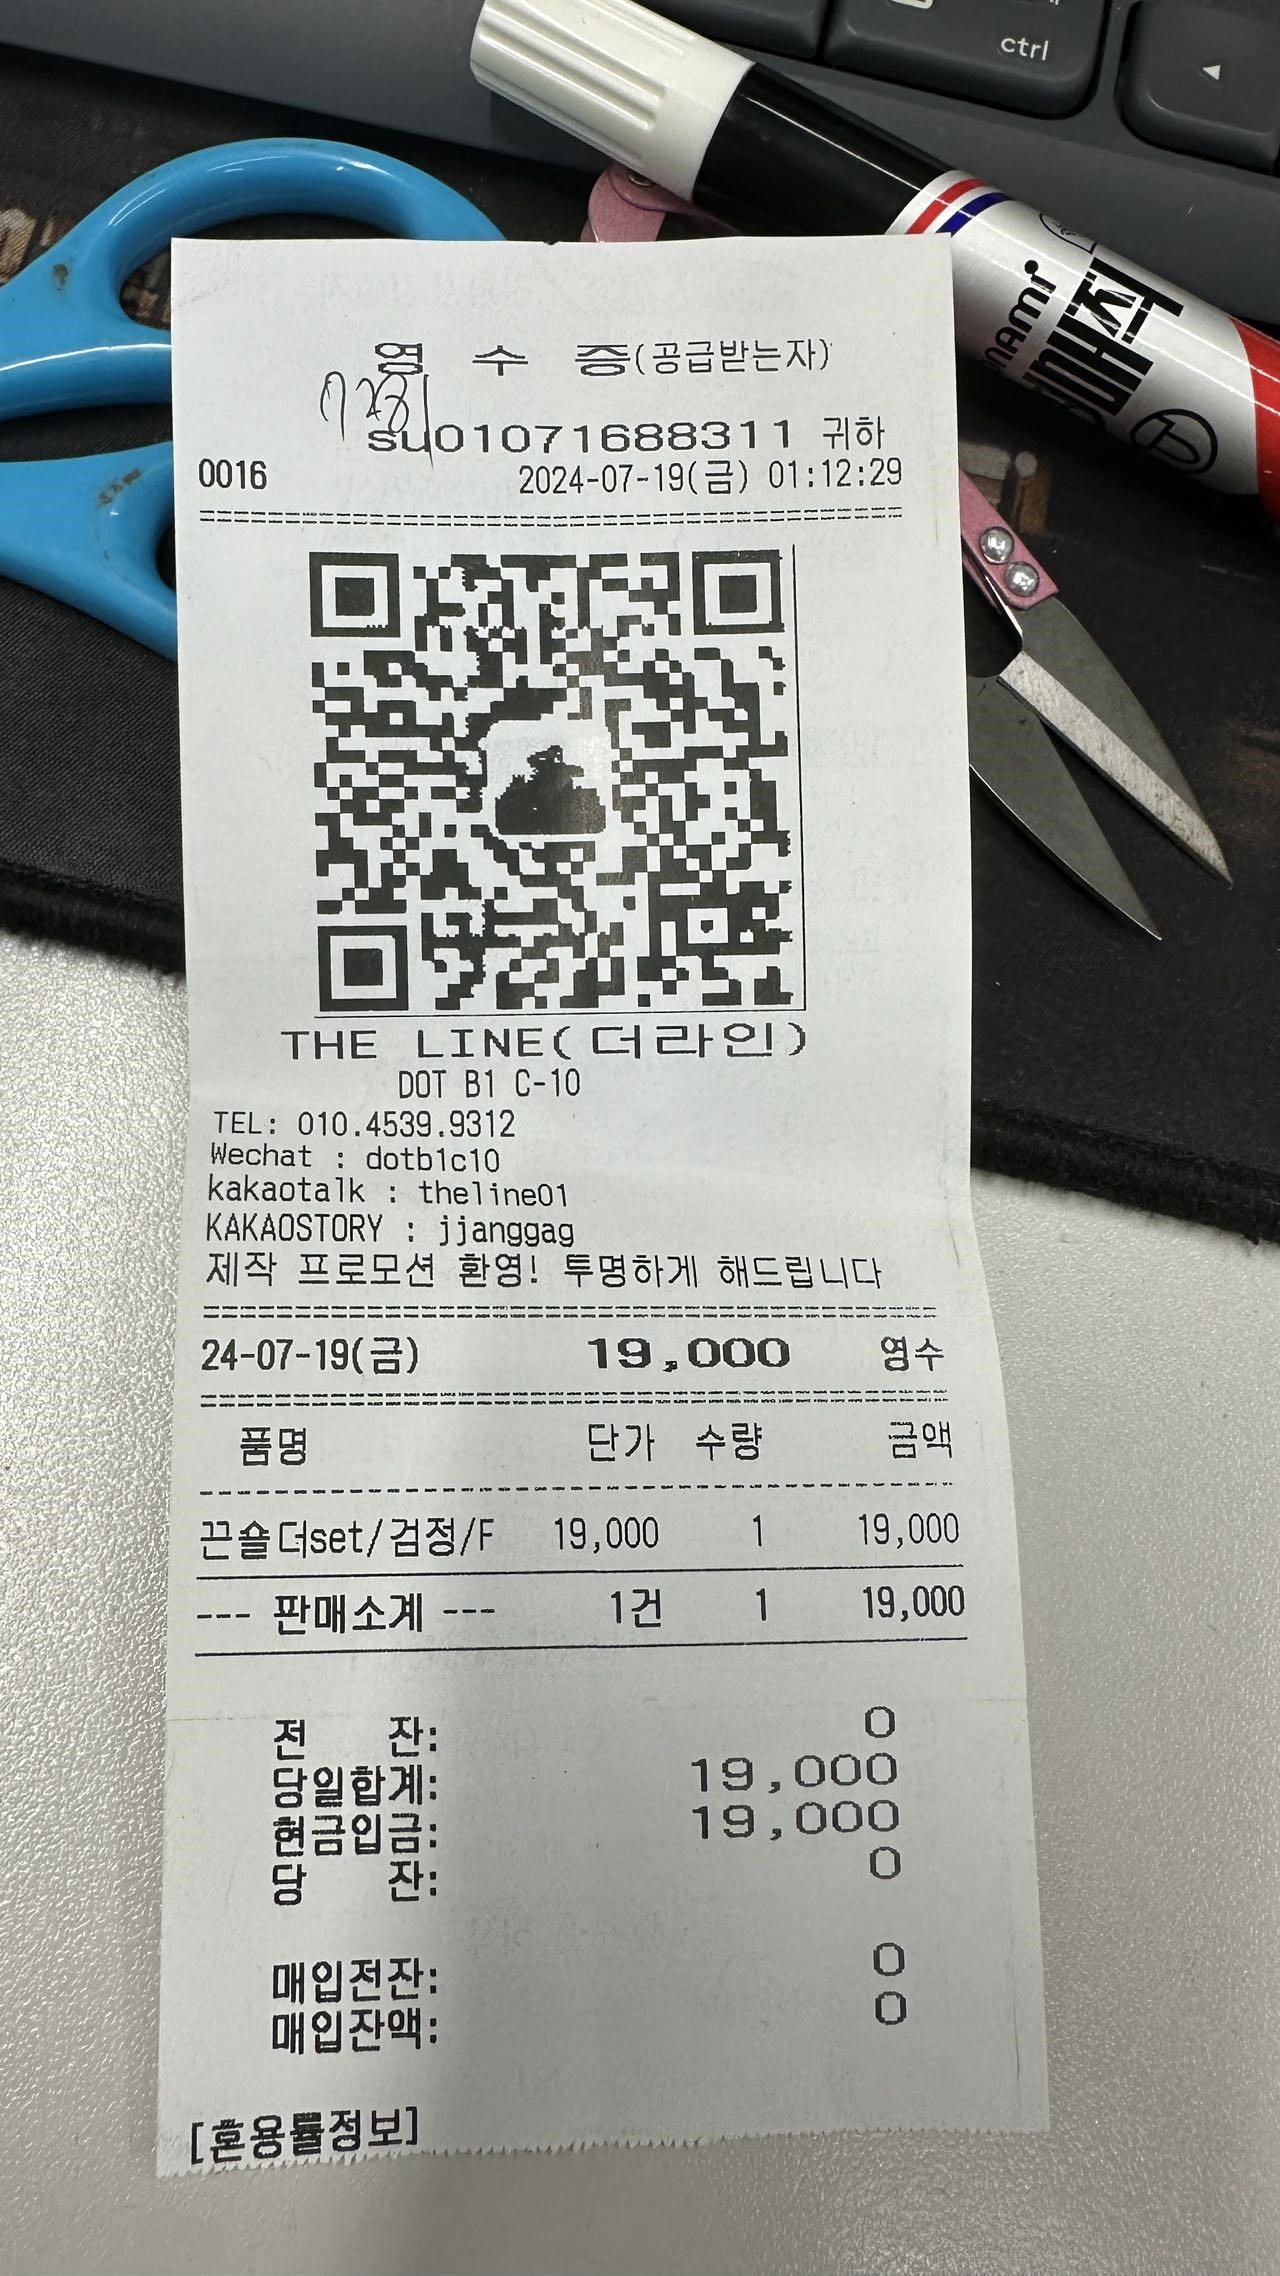 ctrl
영 수 증(공급받는자)
su01071688311 귀하
0016 2024-07-19(금) 01:12:29
THE LINE(더라인)
DOT B1 C-10
TEL: 010.4539.9312
Wechat : dotb1c10
kakaotalk : theline01
KAKAOSTORY : jjanggag
제작 프로모션 환영! 투명하게 해드립니다
24-07-19(금) 19,000 영수
품명 단가 수량 금액
끈숄더set/검정/F 19,000 1 19,000
--- 판매소계 --- 1건 1 19,000
전 잔: 0
당일합계: 19,000
현금입금: 19,000
당 잔: 0
매입전잔: 0
매입잔액: 0
[혼용률정보]